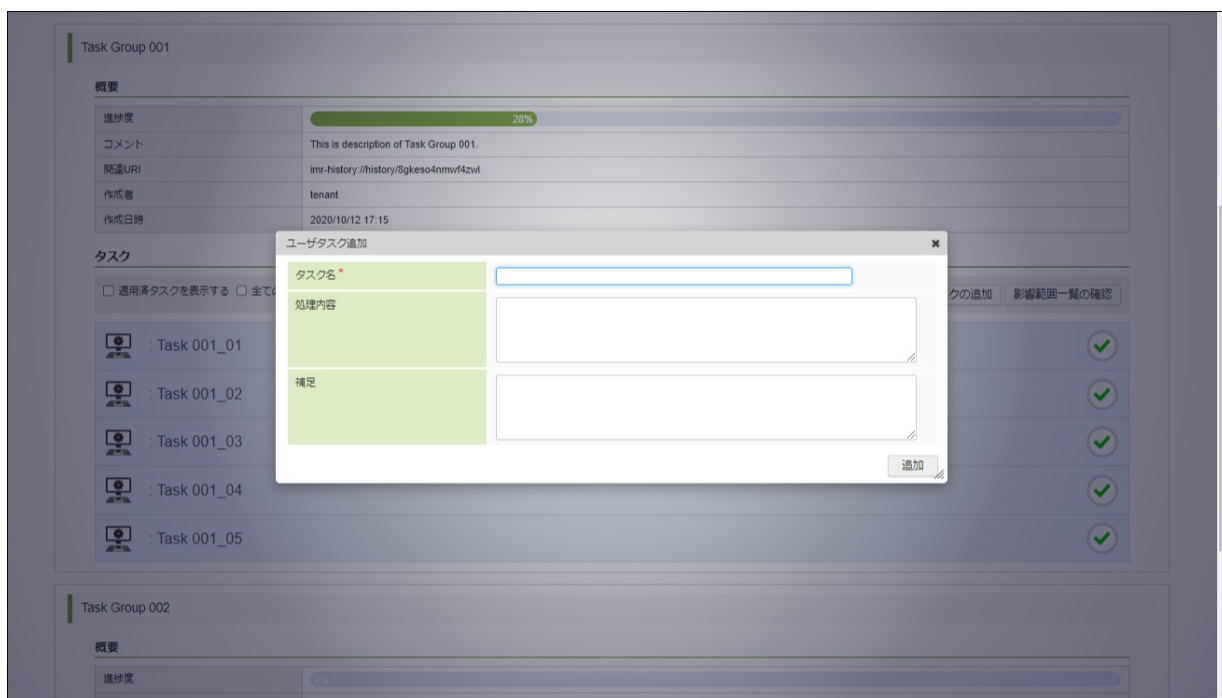 Task Group 001
概要
進捗度 28%
コメント This is description of Task Group 001.
関連URI imr-history://history/8gkeso4nmwf4zwl
作成者 tenant
作成日時 2020/10/12 17:15
ユーザタスク追加
タスク
タスク名*
適用済タスクを表示する 全ての
クの追加 影響範囲一覧の確認
処理内容
: Task 001_01
: Task 001_02
補足
: Task 001_03
追加
: Task 001_04
: Task 001_05
Task Group 002
概要
進捗度